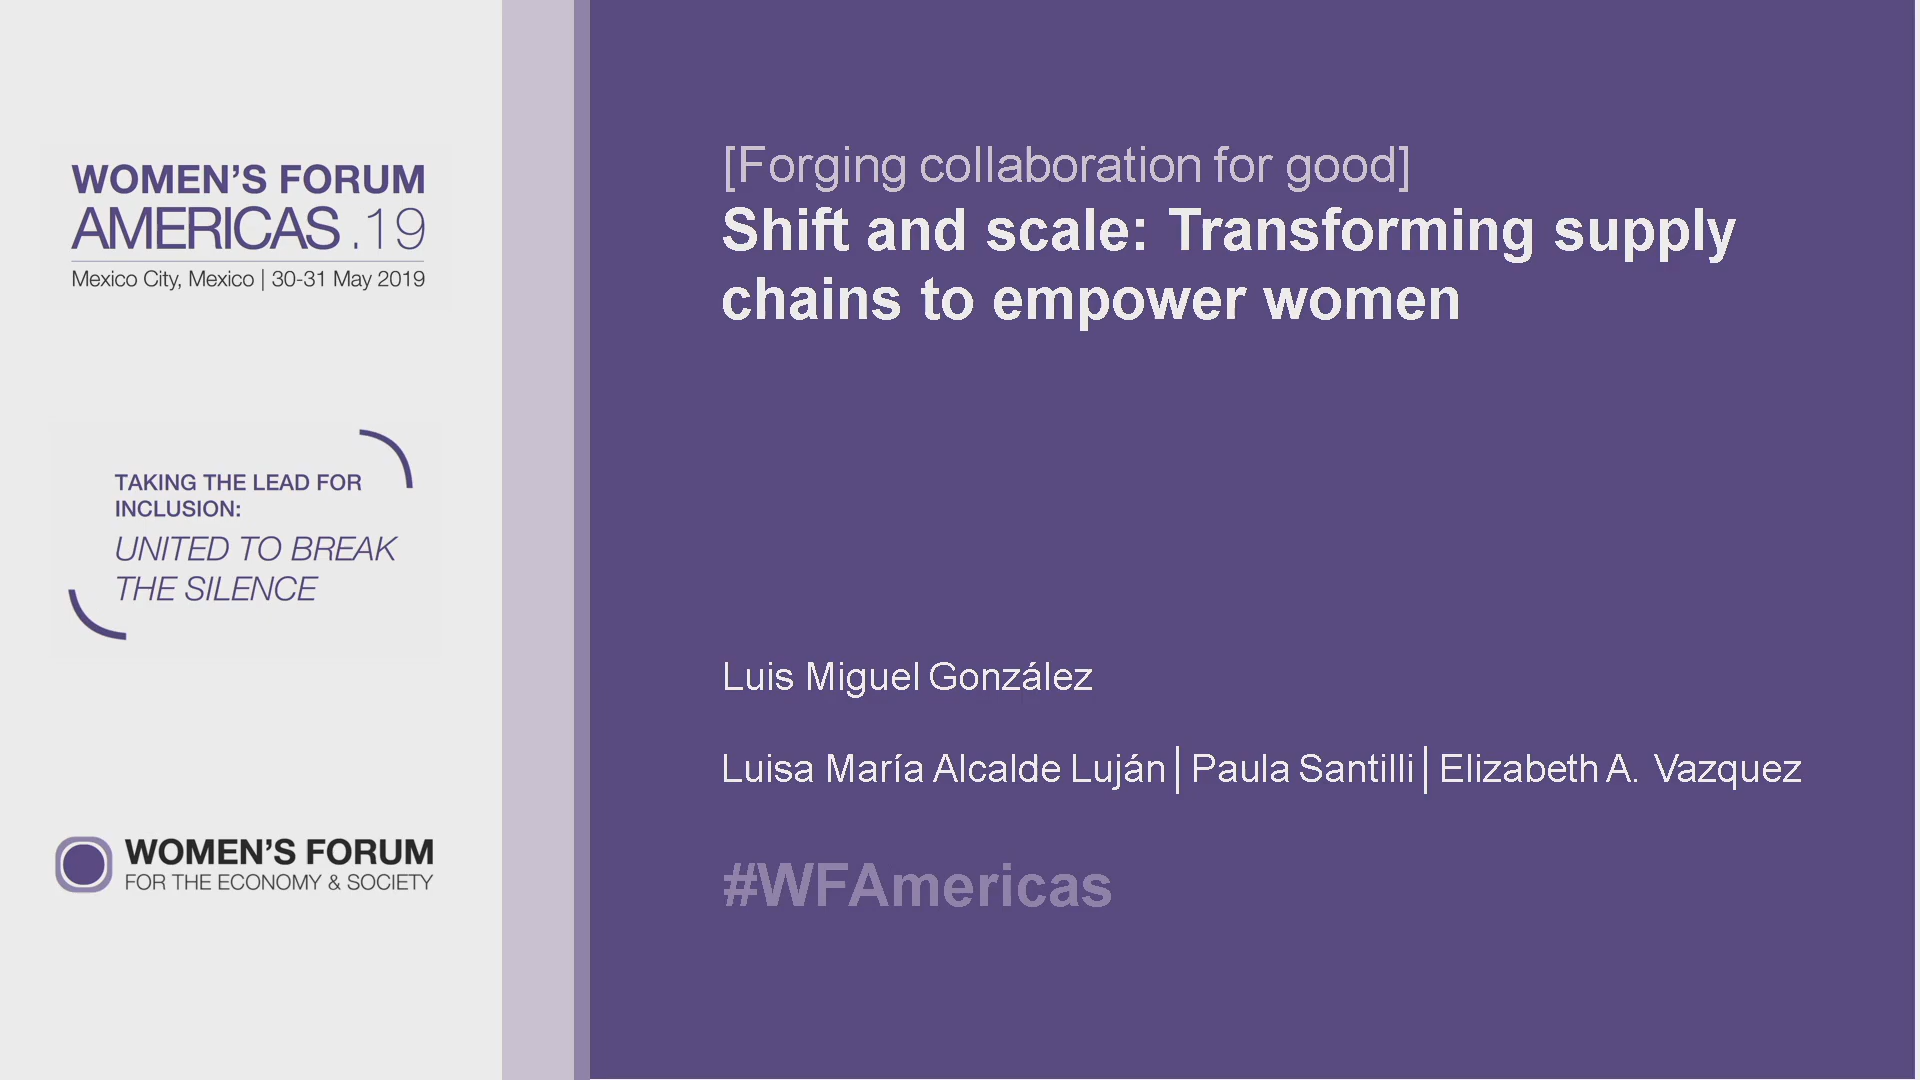 WOMEN'S FORUM
AMERICAS.19
Mexico City, Mexico | 30-31 May 2019
TAKING THE LEAD FOR
INCLUSION:
UNITED TO BREAK
THE SILENCE
WOMEN'S FORUM
FOR THE ECONOMY & SOCIETY
[Forging collaboration for good]
Shift and scale: Transforming supply
chains to empower women
Luis Miguel González
Luisa María Alcalde Luján│Paula Santilli│Elizabeth A. Vazquez
#WFAmericas